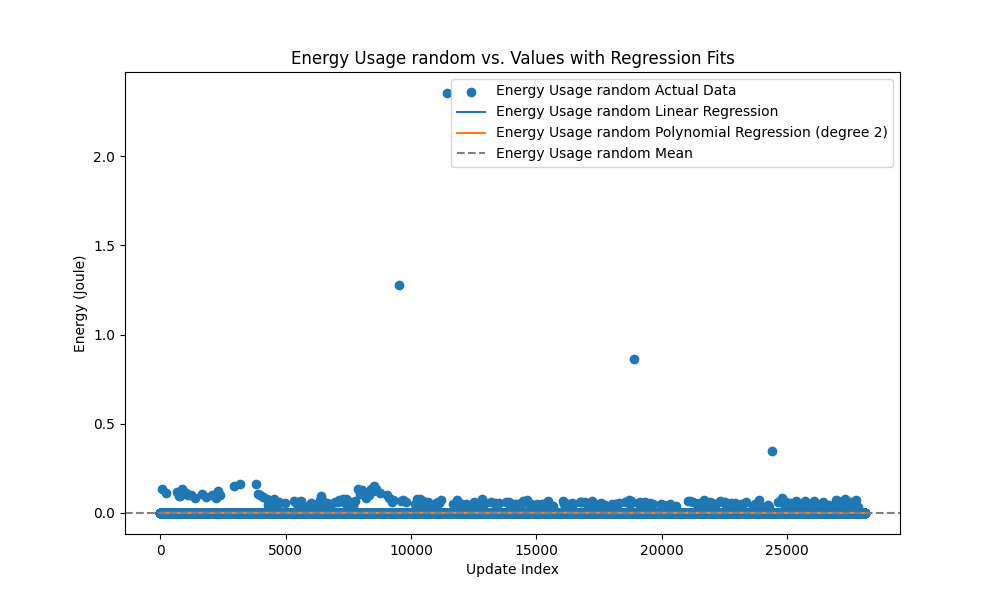 Energy Usage random vs. Values with Regression Fits
Energy Usage random Actual Data
Energy Usage random Linear Regression
Energy Usage random Polynomial Regression (degree 2)
Energy Usage random Mean
Energy (Joule)
2.0
1.5
1.0
0.5
0.0
0 5000 10000 15000 20000 25000
Update Index